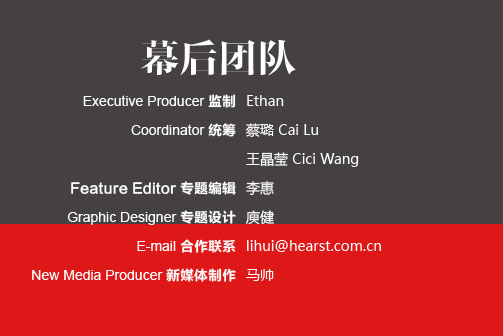 幕后团队
Executive Producer 监制 Ethan
Coordinator 统筹 蔡璐 Cai Lu
王晶莹 Cici Wang
Feature Editor 专题编辑 李惠
Graphic Designer 专题设计 庾健
E-mail 合作联系 lihui@hearst.com.cn
New Media Producer 新媒体制作 马帅